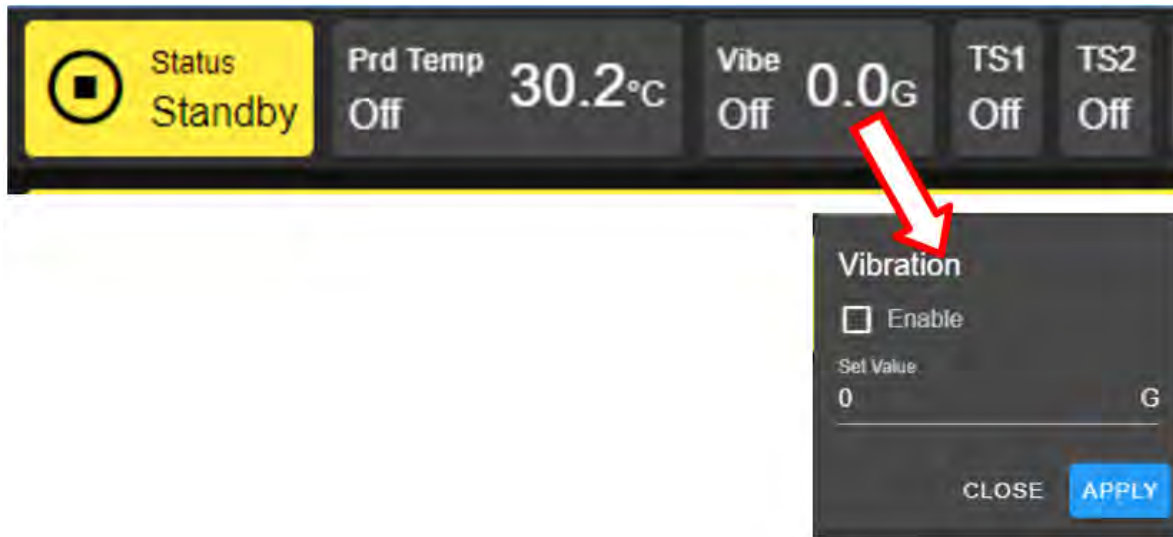 Status
Standby
Prd Temp
Off
30.2°C
Vibe
Off
0.0G
TS1
Off
TS2
Off
Vibration
Enable
Set Value
0 G
CLOSE APPLY